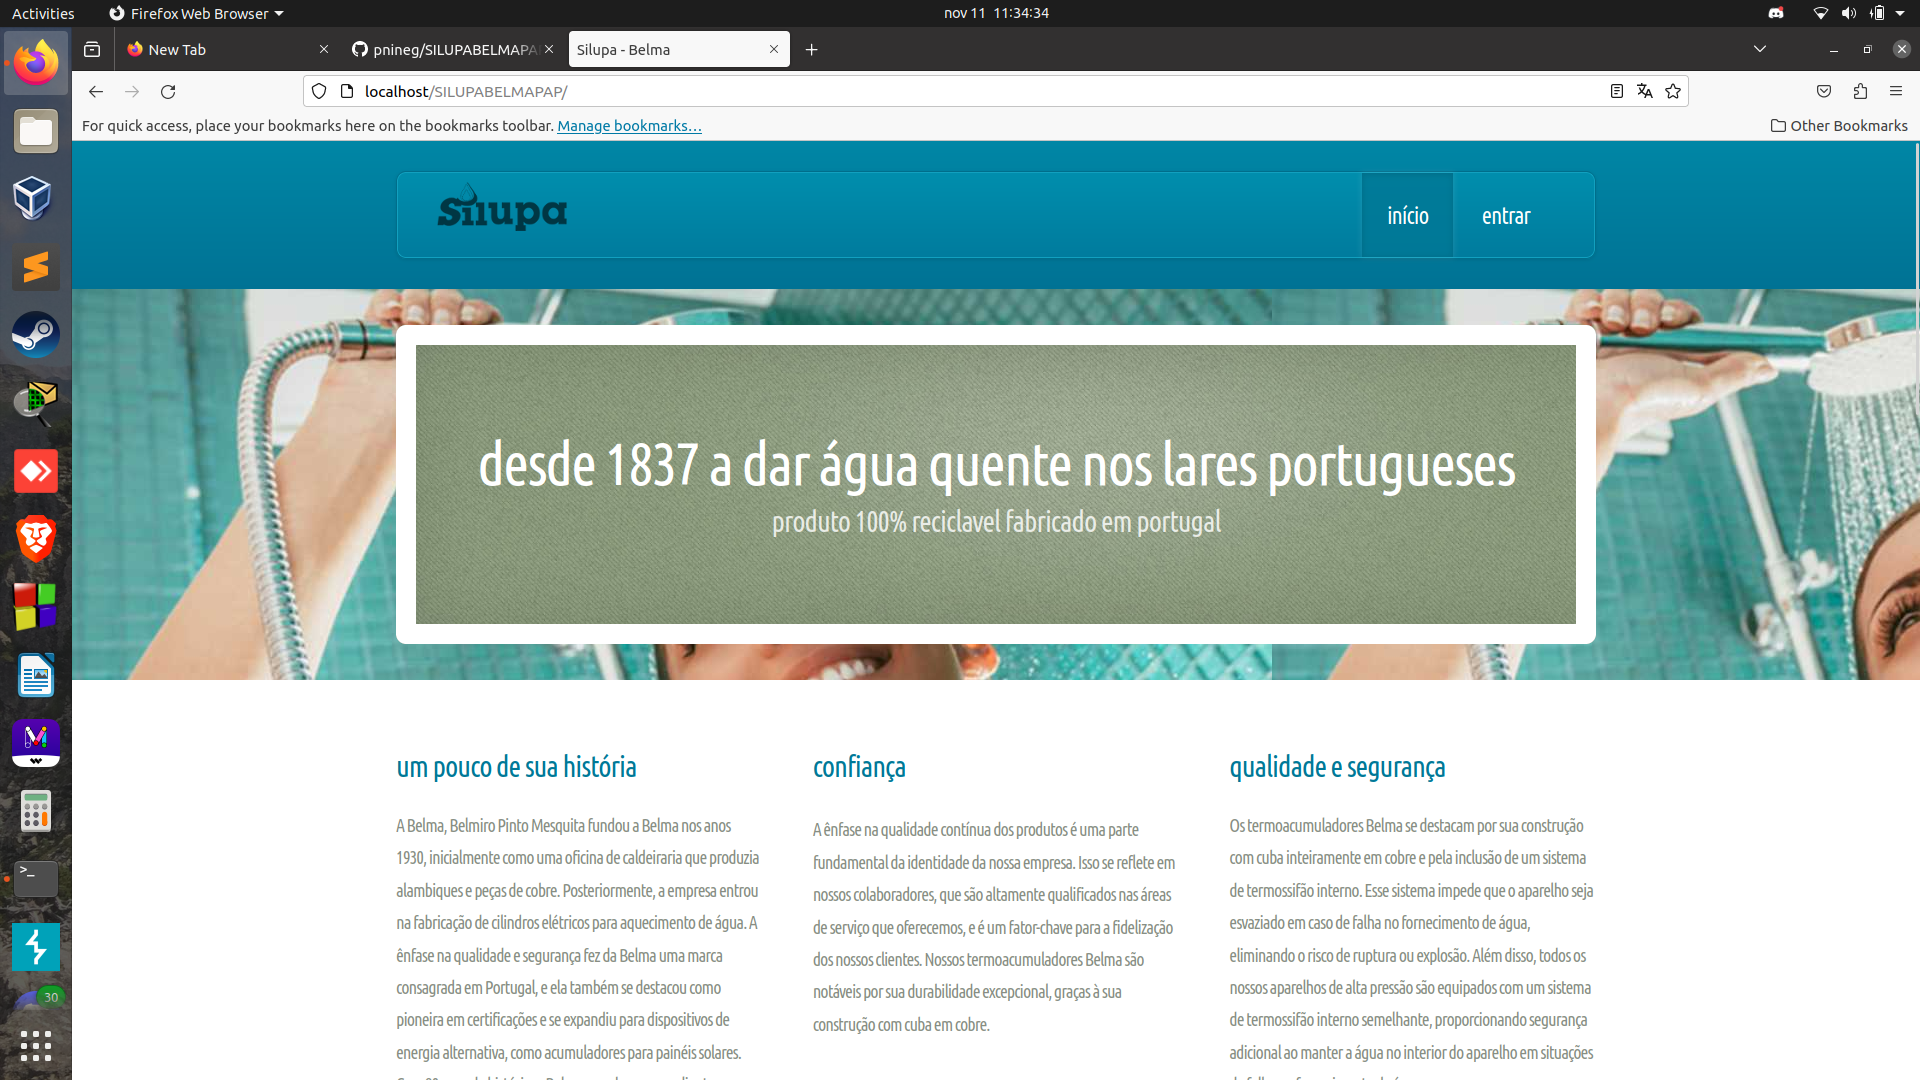 Activities
Firefox Web Browser
nov 11 11:34:34
New Tab
pnineg/SILUPABELMAPA
Silupa - Belma
localhost/SILUPABELMAPAP/
For quick access, place your bookmarks here on the bookmarks toolbar. Manage bookmarks…
Other Bookmarks
Silupa
início
entrar
desde 1837 a dar água quente nos lares portugueses
produto 100% reciclavel fabricado em portugal
um pouco de sua história
A Belma, Belmiro Pinto Mesquita fundou a Belma nos anos
1930, inicialmente como uma oficina de caldeiraria que produzia
alambiques e peças de cobre. Posteriormente, a empresa entrou
na fabricação de cilindros elétricos para aquecimento de água. A
ênfase na qualidade e segurança fez da Belma uma marca
consagrada em Portugal, e ela também se destacou como
pioneira em certificações e se expandiu para dispositivos de
energia alternativa, como acumuladores para painéis solares.
confiança
A ênfase na qualidade contínua dos produtos é uma parte
fundamental da identidade da nossa empresa. Isso se reflete em
nossos colaboradores, que são altamente qualificados nas áreas
de serviço que oferecemos, e é um fator-chave para a fidelização
dos nossos clientes. Nossos termoacumuladores Belma são
notáveis por sua durabilidade excepcional, graças à sua
construção com cuba em cobre.
qualidade e segurança
Os termoacumuladores Belma se destacam por sua construção
com cuba inteiramente em cobre e pela inclusão de um sistema
de termossifão interno. Esse sistema impede que o aparelho seja
esvaziado em caso de falha no fornecimento de água,
eliminando o risco de ruptura ou explosão. Além disso, todos os
nossos aparelhos de alta pressão são equipados com um sistema
de termossifão interno semelhante, proporcionando segurança
adicional ao manter a água no interior do aparelho em situações
30